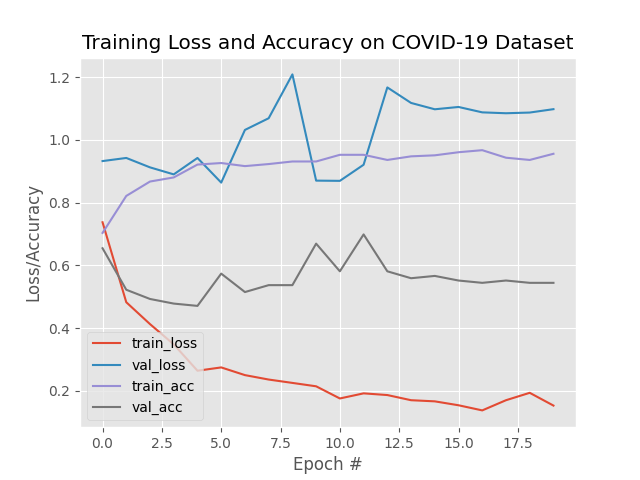 Training Loss and Accuracy on COVID-19 Dataset
1.2
1.0
0.8
0.6
0.4
0.2
Loss/Accuracy
train_loss
val_loss
train_acc
val_acc
0.0 2.5 5.0 7.5 10.0 12.5 15.0 17.5
Epoch #